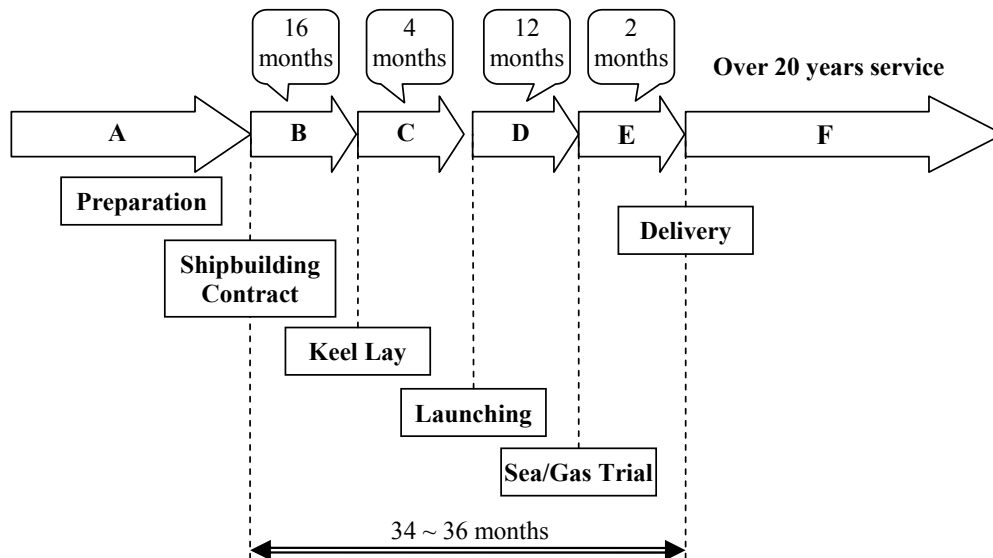 16
months
4
months
12
months
2
months
Over 20 years service
A
B
C
D
E
F
Preparation
Shipbuilding
Contract
Delivery
Keel Lay
Launching
Sea/Gas Trial
34 ~ 36 months